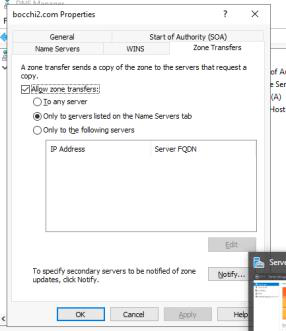 DNS Manager
bocchi2.com Properties
?
General
Start of Authority (SOA)
Name Servers
WINS
Zone Transfers
A zone transfer sends a copy of the zone to the servers that request a
copy.
Allow zone transfers:
To any server
Only to servers listed on the Name Servers tab
Only to the following servers
IP Address
Server FQDN
Edit
To specify secondary servers to be notified of zone
updates, click Notify.
Notify...
OK
Cancel
Apply
Help
of Au
e Ser
(A)
Host
Serve